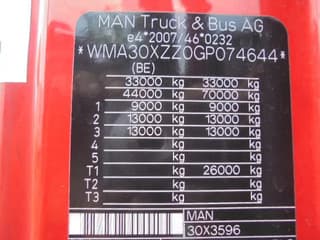 MAN Truck & Bus AG
e4*2007/46*0232
*WMA30XZZ0GP074644*
(BE)
33000 kg 33000 kg
44000 kg 70000 kg
1 9000 kg 9000 kg
2 13000 kg 13000 kg
3 13000 kg 13000 kg
4 kg kg
5 kg kg
T1 kg 26000 kg
T2 kg kg
T3 kg kg
MAN
30X3596